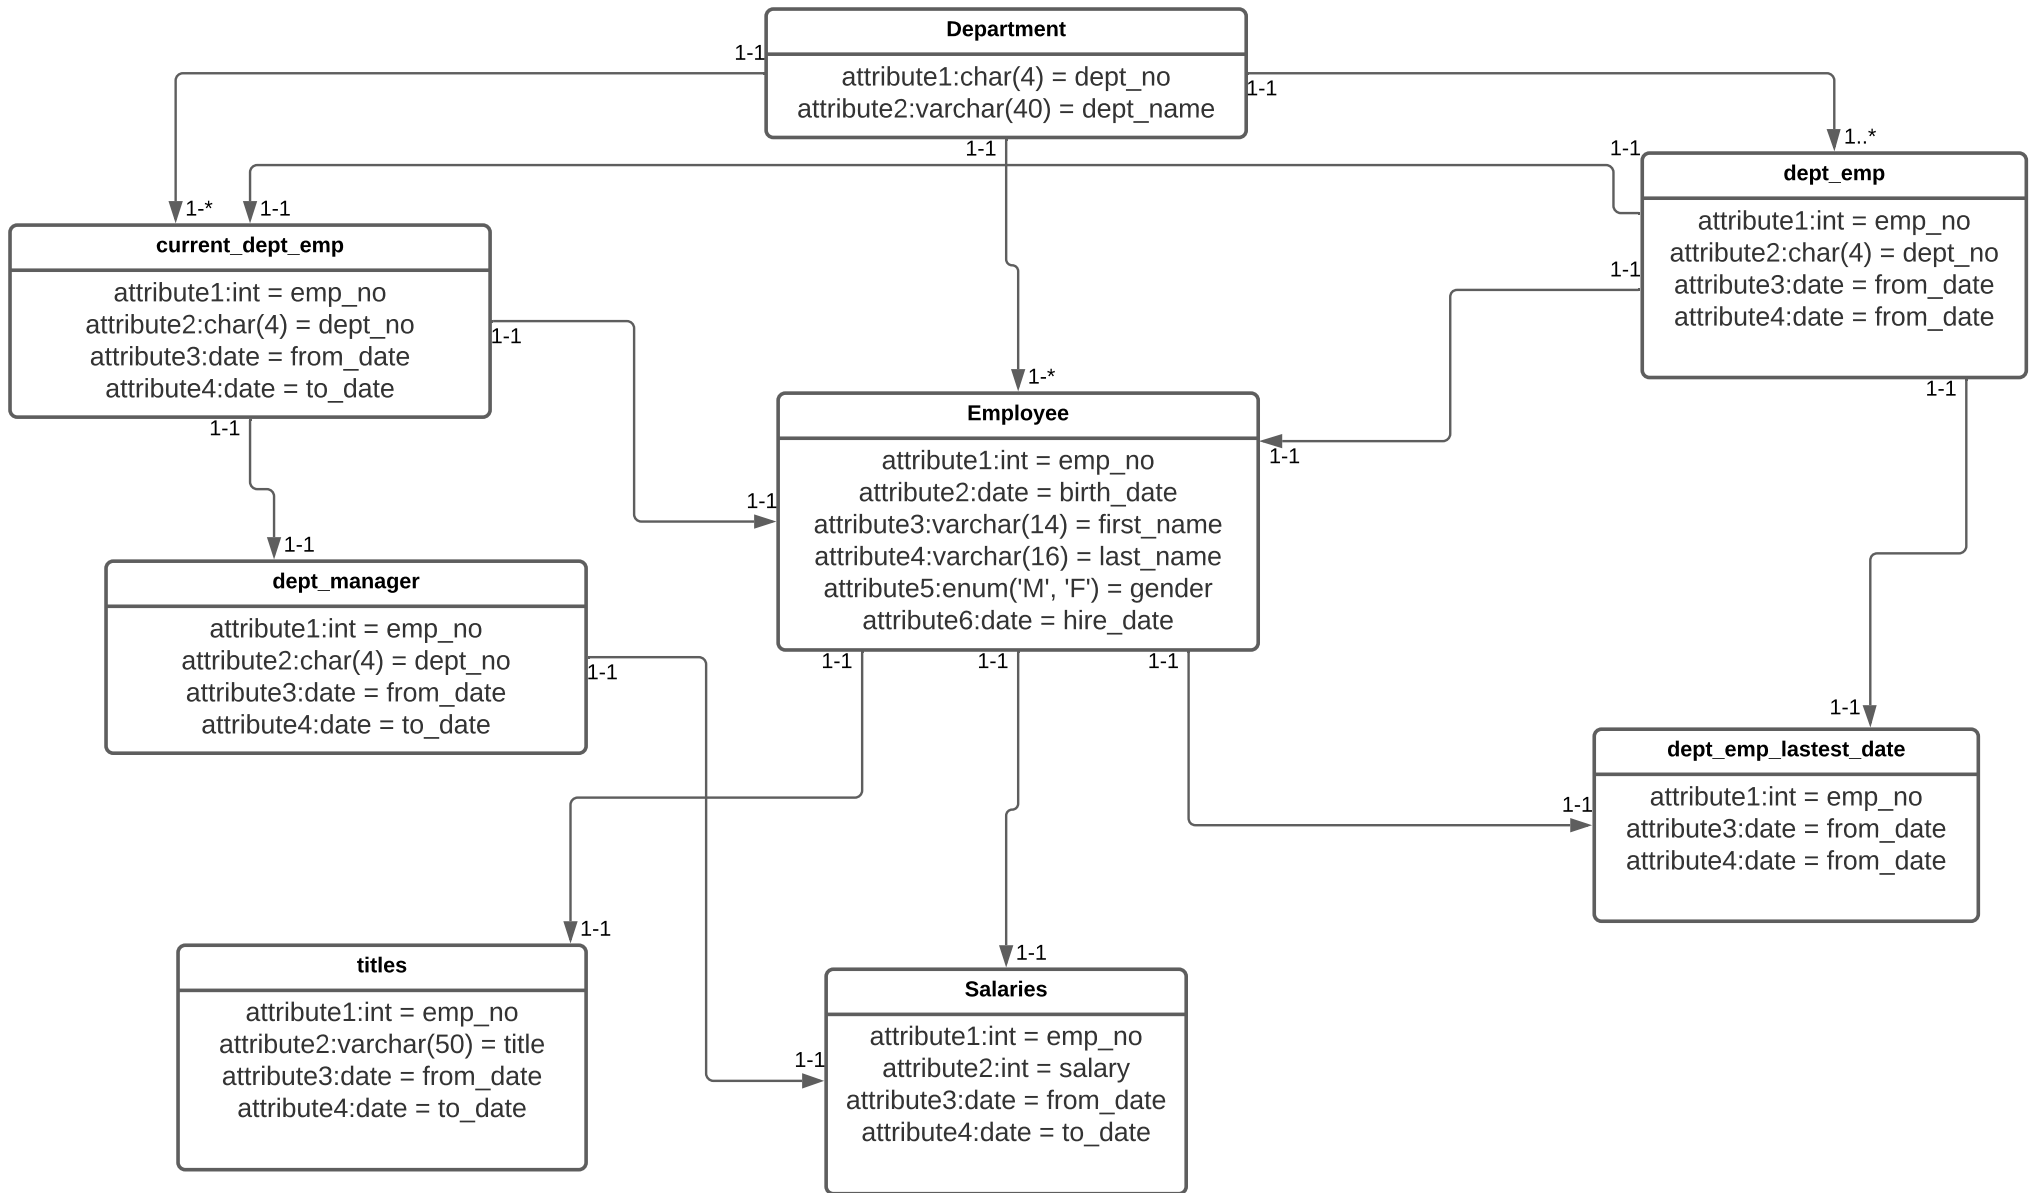 Department
attribute1:char(4) = dept_no
attribute2:varchar(40) = dept_name
1-1
1-1
1-1
1-*
1-1
1-1
1..*
dept_emp
attribute1:int = emp_no
attribute2:char(4) = dept_no
attribute3:date = from_date
attribute4:date = from_date
1-1
1-1
current_dept_emp
attribute1:int = emp_no
attribute2:char(4) = dept_no
attribute3:date = from_date
attribute4:date = to_date
1-1
1-1
1-*
Employee
attribute1:int = emp_no
attribute2:date = birth_date
attribute3:varchar(14) = first_name
attribute4:varchar(16) = last_name
attribute5:enum('M', 'F') = gender
attribute6:date = hire_date
1-1
1-1
1-1
1-1
1-1
1-1
dept_manager
attribute1:int = emp_no
attribute2:char(4) = dept_no
attribute3:date = from_date
attribute4:date = to_date
1-1
1-1
1-1
dept_emp_lastest_date
attribute1:int = emp_no
attribute3:date = from_date
attribute4:date = from_date
1-1
titles
attribute1:int = emp_no
attribute2:varchar(50) = title
attribute3:date = from_date
attribute4:date = to_date
1-1
1-1
Salaries
attribute1:int = emp_no
attribute2:int = salary
attribute3:date = from_date
attribute4:date = to_date